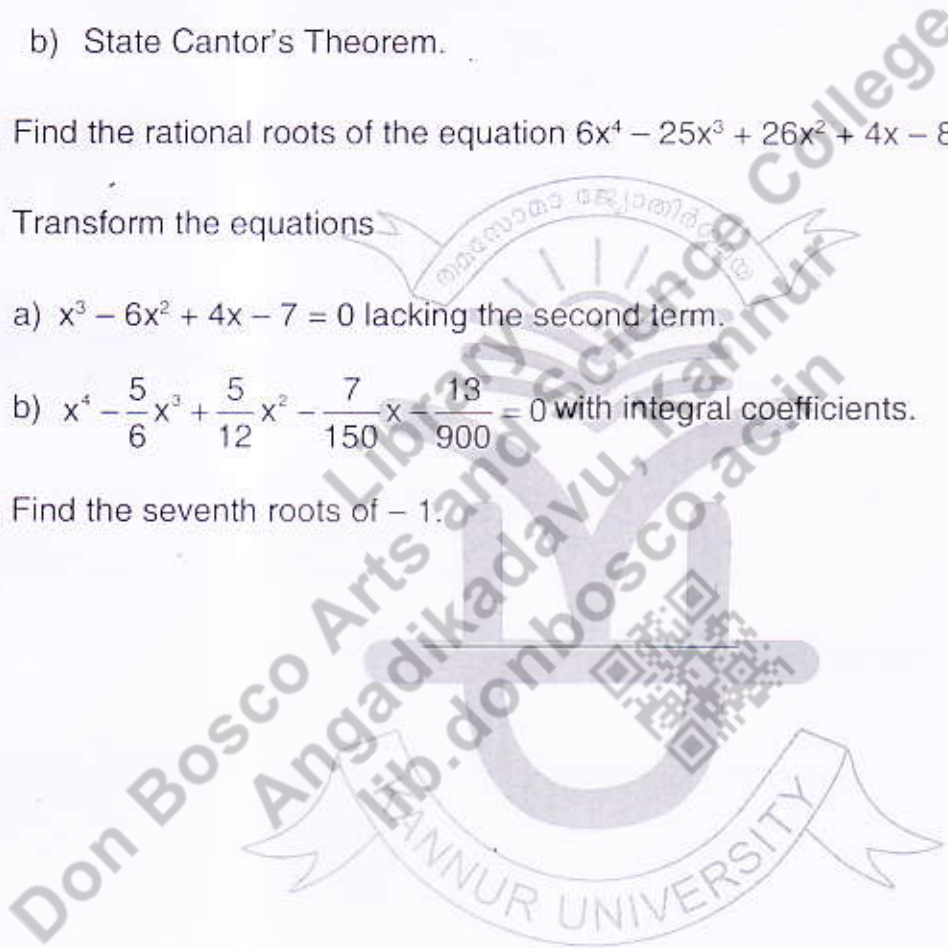 b) State Cantor's Theorem.
Find the rational roots of the equation 6x⁴ – 25x³ + 26x² + 4x – 8
Transform the equations
a) x³ – 6x² + 4x – 7 = 0 lacking the second term.
b) x⁴ – 5/6 x³ + 5/12 x² – 7/150 x – 13/900 = 0 with integral coefficients.
Find the seventh roots of – 1.
Library
Don Bosco Arts and Science College
Angadikadavu, Kannur
lib.donbosco.ac.in
KANNUR UNIVERSITY